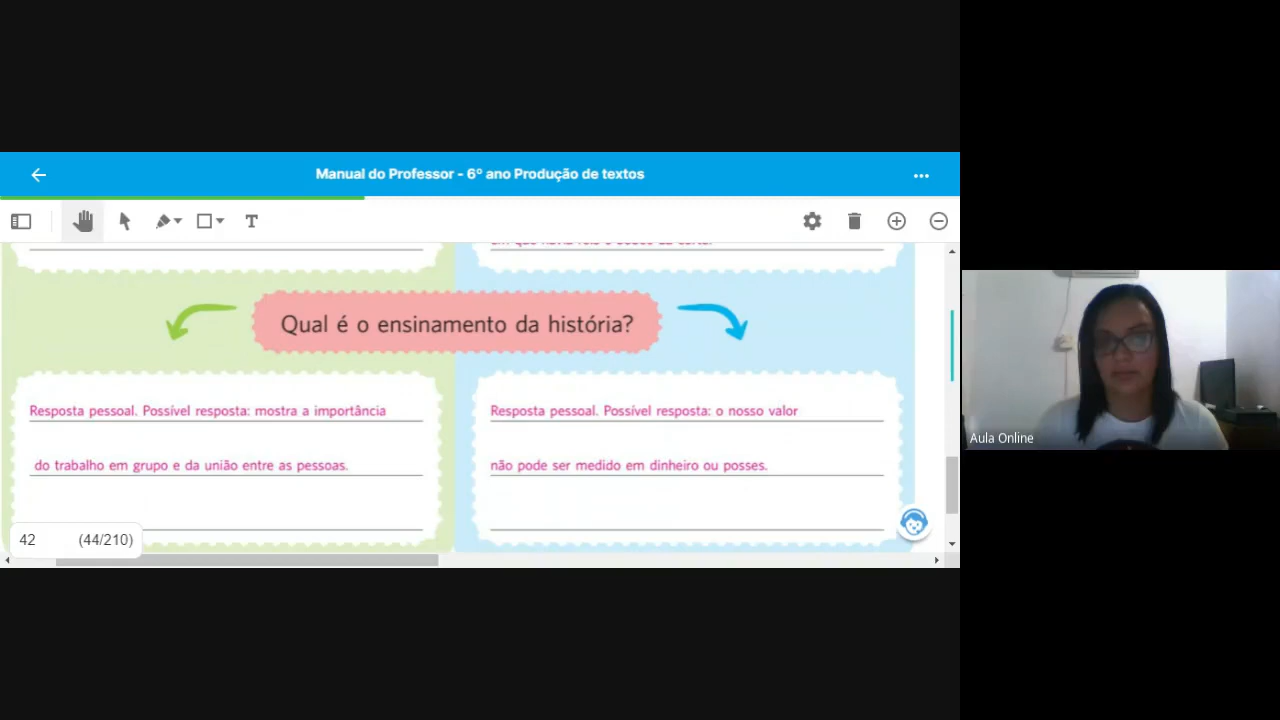 Manual do Professor - 6º ano Produção de textos
T
Qual é o ensinamento da história?
Resposta pessoal. Possível resposta: mostra a importância
do trabalho em grupo e da união entre as pessoas.
Resposta pessoal. Possível resposta: o nosso valor
não pode ser medido em dinheiro ou posses.
42 (44/210)
Aula Online